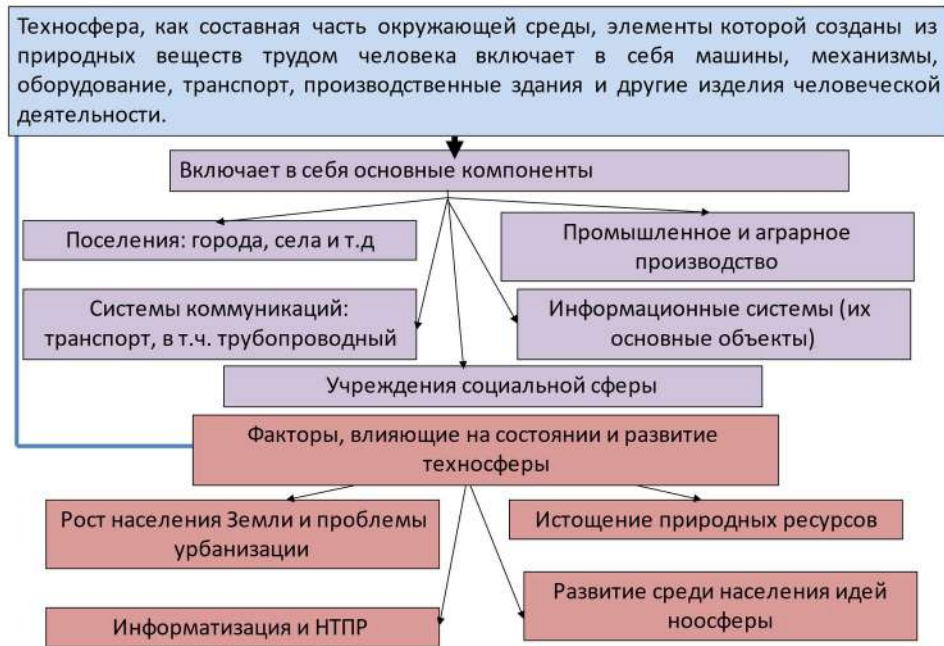 Техносфера, как составная часть окружающей среды, элементы которой созданы из
природных веществ трудом человека включает в себя машины, механизмы,
оборудование, транспорт, производственные здания и другие изделия человеческой
деятельности.
Включает в себя основные компоненты
Поселения: города, села и т.д
Промышленное и аграрное
производство
Системы коммуникаций:
транспорт, в т.ч. трубопроводный
Информационные системы (их
основные объекты)
Учреждения социальной сферы
Факторы, влияющие на состоянии и развитие
техносферы
Рост населения Земли и проблемы
урбанизации
Истощение природных ресурсов
Информатизация и НТПР
Развитие среди населения идей
ноосферы